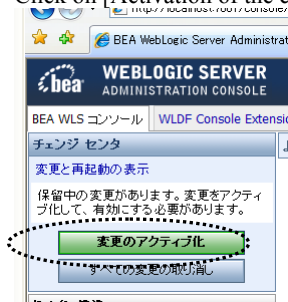 Click on [Activation of the c
http://localhost:7001/console/
BEA WebLogic Server Administrat
bea
WEBLOGIC SERVER
ADMINISTRATION CONSOLE
BEA WLS コンソール WLDF Console Extensi
チェンジ センタ
変更と再起動の表示
保留中の変更があります。変更をアクティ
ブ化して、有効にする必要があります。
変更のアクティブ化
すべての変更の取り消し